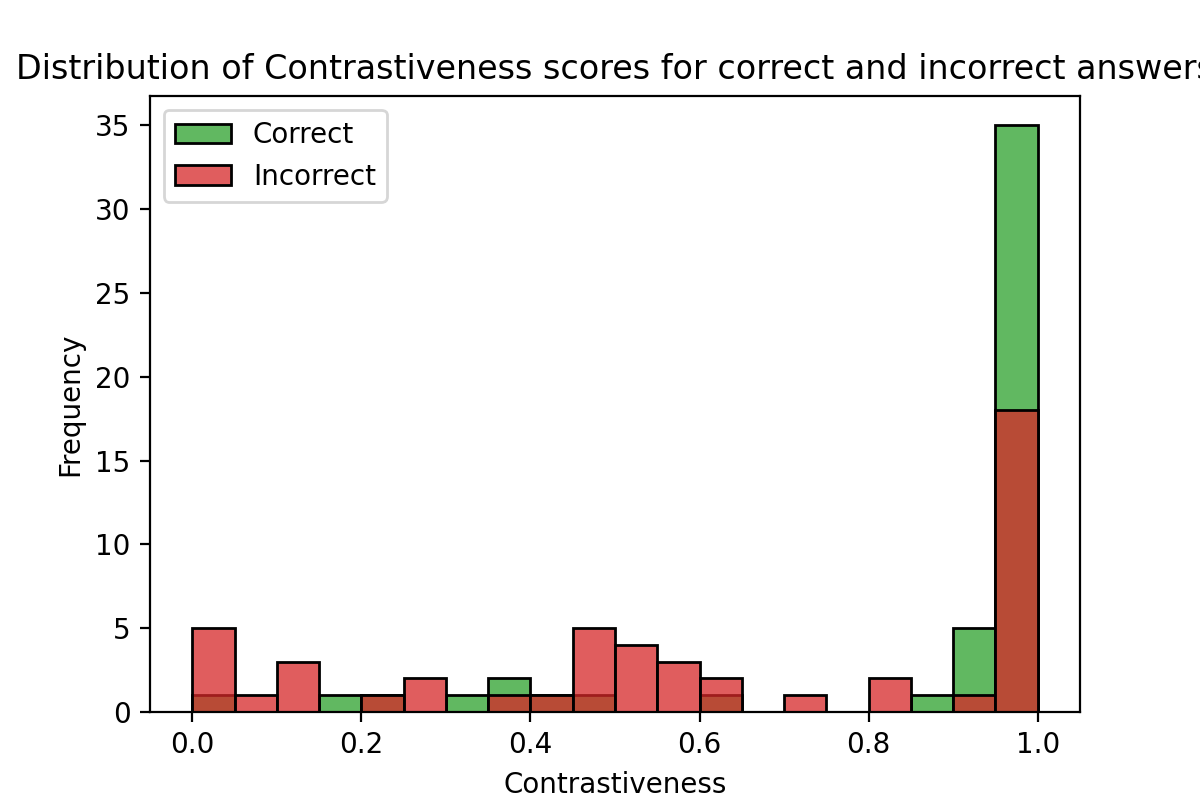 Distribution of Contrastiveness scores for correct and incorrect answers
Correct
Incorrect
35
30
25
20
15
10
5
0
Frequency
0.0 0.2 0.4 0.6 0.8 1.0
Contrastiveness